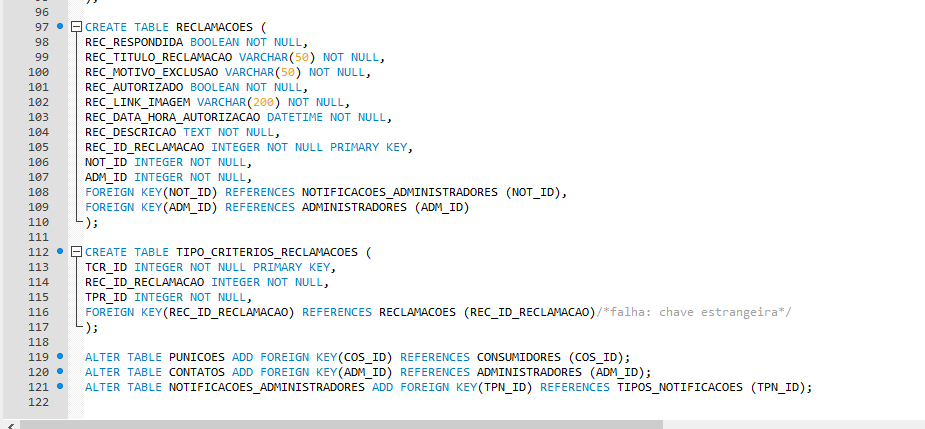 96
97 CREATE TABLE RECLAMACOES (
98 REC_RESPONDIDA BOOLEAN NOT NULL,
99 REC_TITULO_RECLAMACAO VARCHAR(50) NOT NULL,
100 REC_MOTIVO_EXCLUSAO VARCHAR(50) NOT NULL,
101 REC_AUTORIZADO BOOLEAN NOT NULL,
102 REC_LINK_IMAGEM VARCHAR(200) NOT NULL,
103 REC_DATA_HORA_AUTORIZACAO DATETIME NOT NULL,
104 REC_DESCRICAO TEXT NOT NULL,
105 REC_ID_RECLAMACAO INTEGER NOT NULL PRIMARY KEY,
106 NOT_ID INTEGER NOT NULL,
107 ADM_ID INTEGER NOT NULL,
108 FOREIGN KEY(NOT_ID) REFERENCES NOTIFICACOES_ADMINISTRADORES (NOT_ID),
109 FOREIGN KEY(ADM_ID) REFERENCES ADMINISTRADORES (ADM_ID)
110 );
111
112 CREATE TABLE TIPO_CRITERIOS_RECLAMACOES (
113 TCR_ID INTEGER NOT NULL PRIMARY KEY,
114 REC_ID_RECLAMACAO INTEGER NOT NULL,
115 TPR_ID INTEGER NOT NULL,
116 FOREIGN KEY(REC_ID_RECLAMACAO) REFERENCES RECLAMACOES (REC_ID_RECLAMACAO)/*falha: chave estrangeira*/
117 );
118
119 ALTER TABLE PUNICOES ADD FOREIGN KEY(COS_ID) REFERENCES CONSUMIDORES (COS_ID);
120 ALTER TABLE CONTATOS ADD FOREIGN KEY(ADM_ID) REFERENCES ADMINISTRADORES (ADM_ID);
121 ALTER TABLE NOTIFICACOES_ADMINISTRADORES ADD FOREIGN KEY(TPN_ID) REFERENCES TIPOS_NOTIFICACOES (TPN_ID);
122